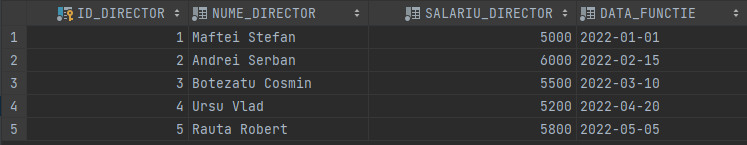 ID_DIRECTOR NUME_DIRECTOR SALARIU_DIRECTOR DATA_FUNCTIE
1 1 Maftei Stefan 5000 2022-01-01
2 2 Andrei Serban 6000 2022-02-15
3 3 Botezatu Cosmin 5500 2022-03-10
4 4 Ursu Vlad 5200 2022-04-20
5 5 Rauta Robert 5800 2022-05-05